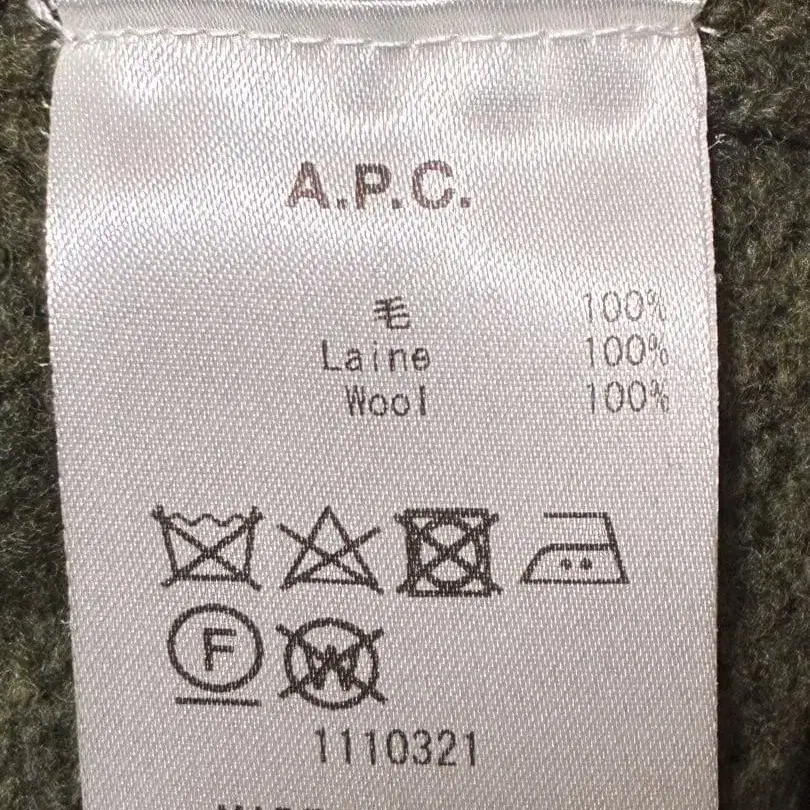 A.P.C.
毛 100%
Laine 100%
Wool 100%
F W
1110321